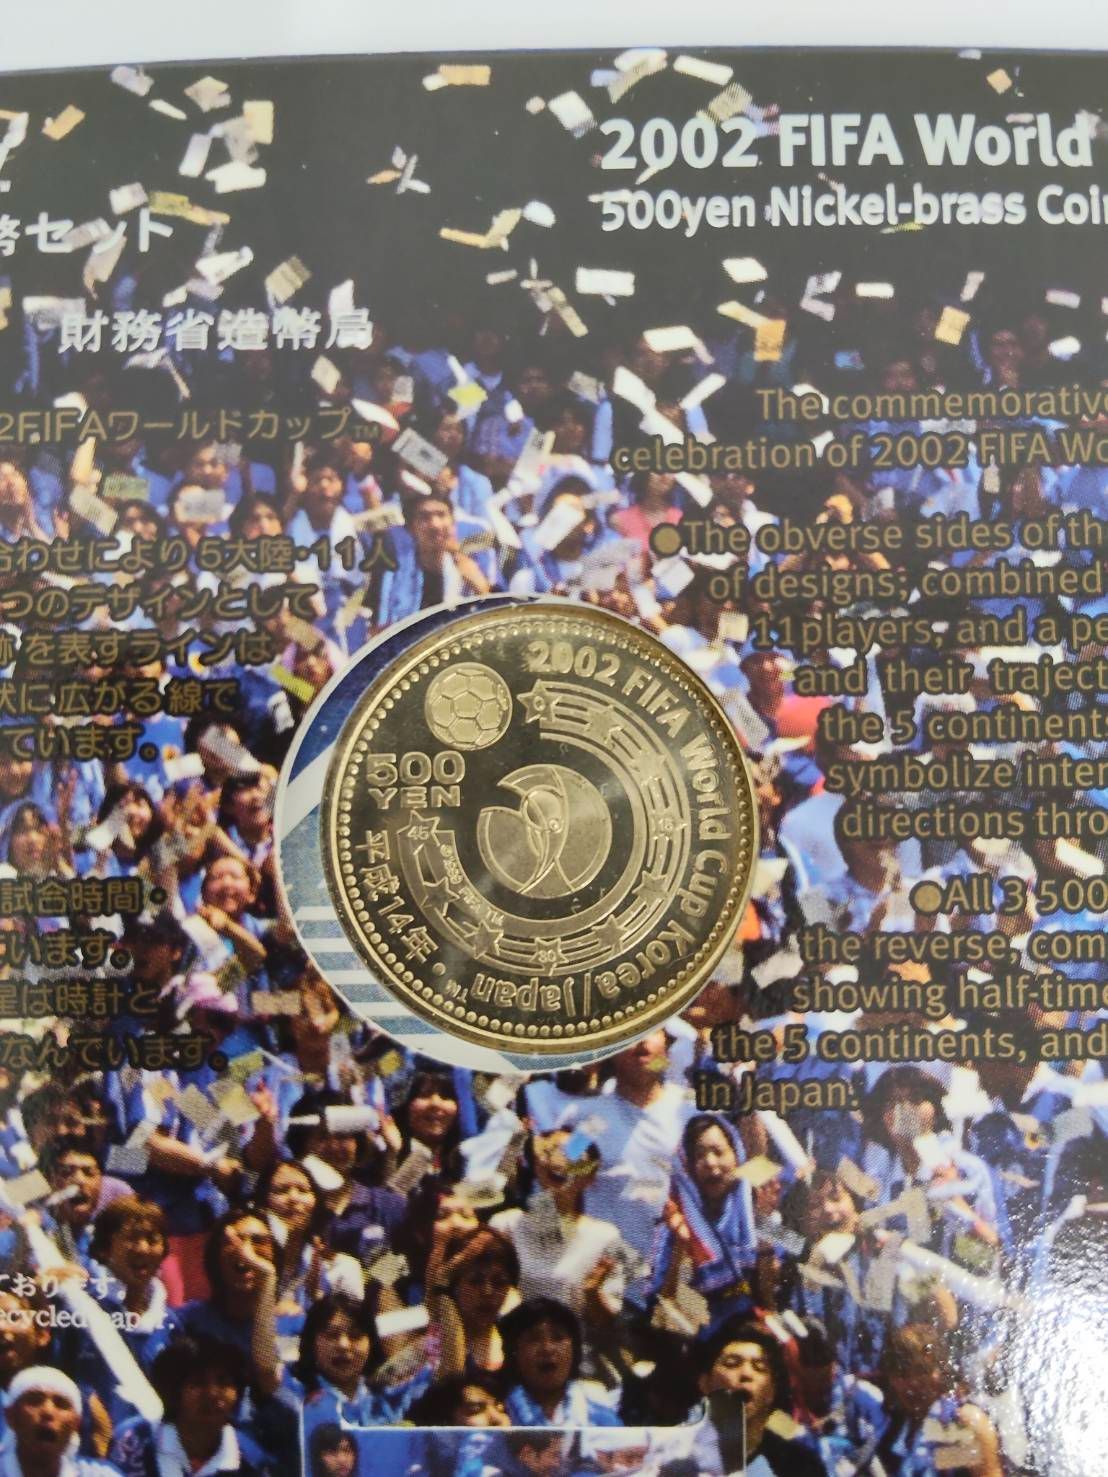 幣セット
財務省造幣局
2FIFAワールドカップ™
合わせにより5大陸・11人
つのデザインとして
跡を表すラインは
状に広がる線で
ています。
試合時間・
います。
星は時計と
なんでいます。
ております。
ecycled paper.
2002 FIFA World
500yen Nickel-brass Coin
The commemorative
celebration of 2002 FIFA Wo
●The obverse sides of th
of designs; combined
11players, and a pe
and their traject
the 5 continents
symbolize inter
directions thro
●All 3 500
the reverse, com
showing half-time
the 5 continents, and
in Japan.
2002 FIFA World Cup Korea/Japan™
500
YEN
平成14年
0
15
30
45